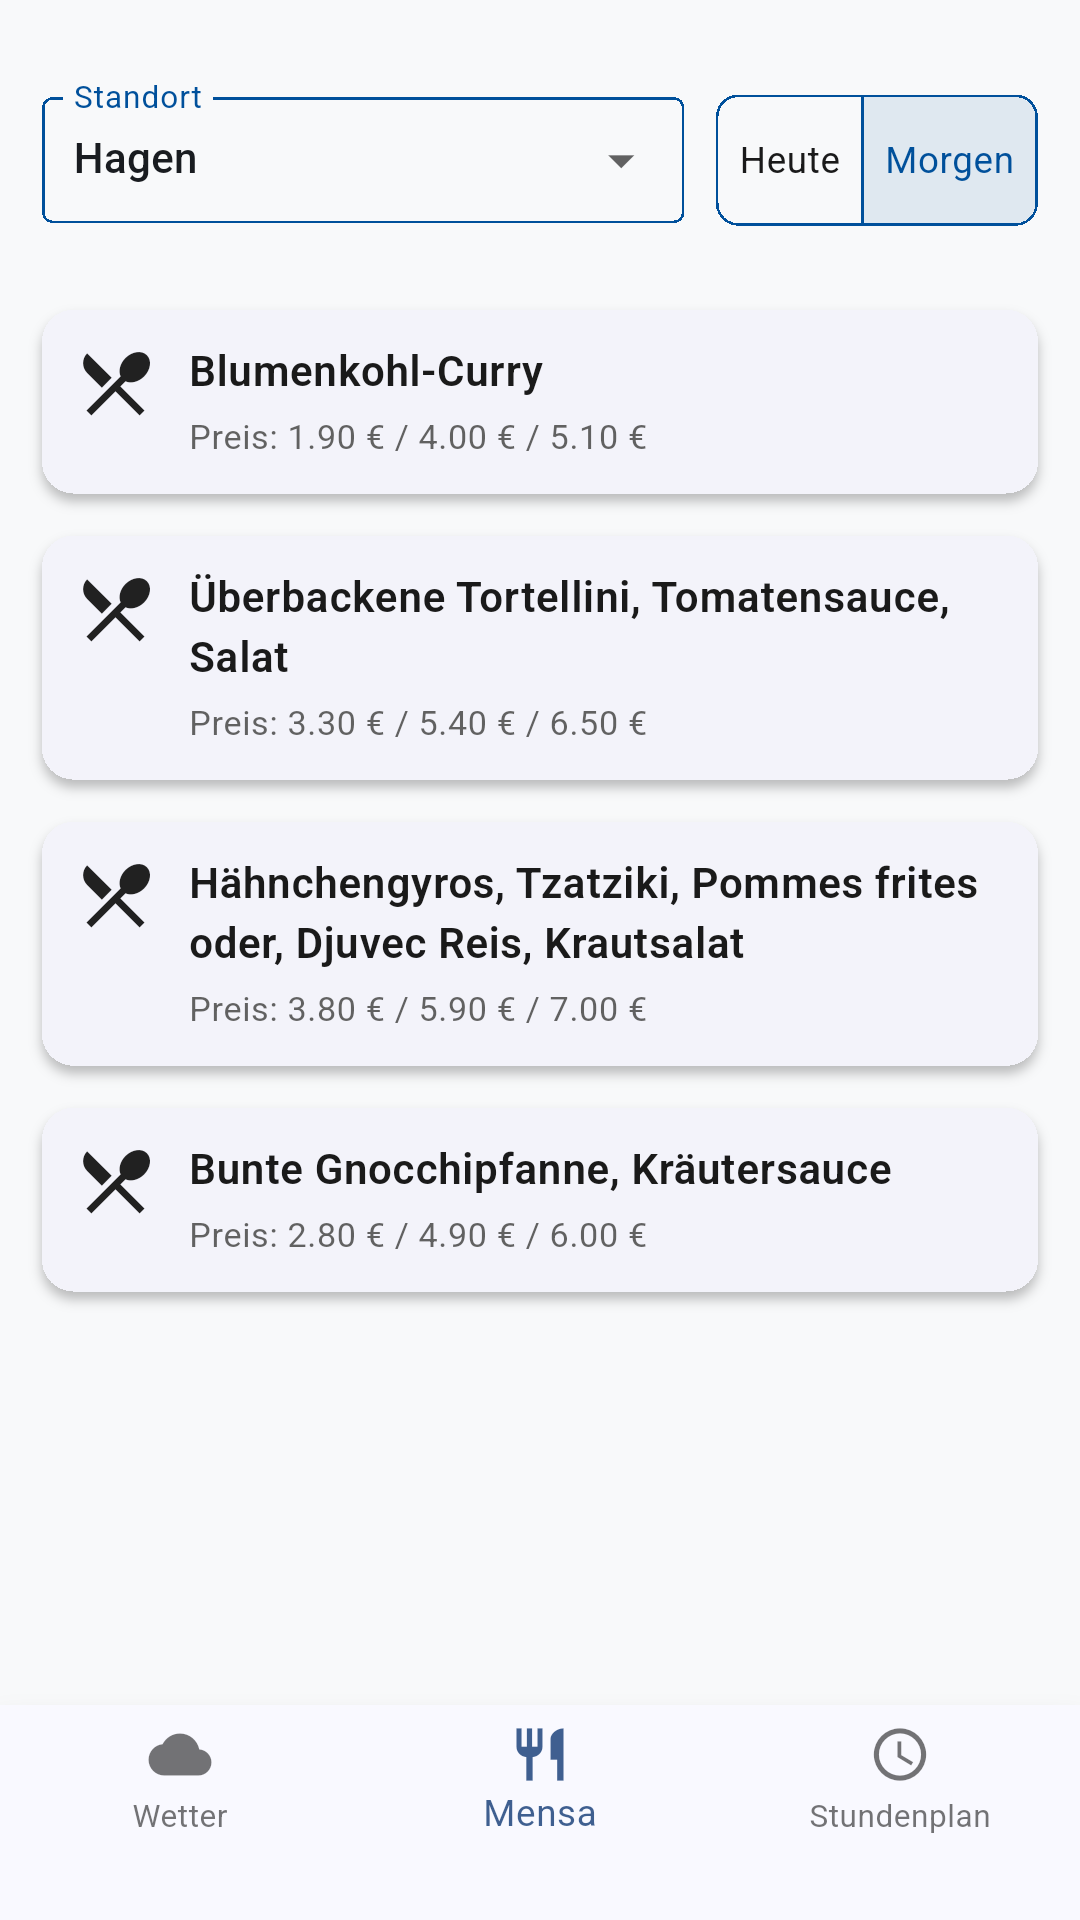 Standort
Hagen
Heute
Morgen
Blumenkohl-Curry
Preis: 1.90 € / 4.00 € / 5.10 €
Überbackene Tortellini, Tomatensauce,
Salat
Preis: 3.30 € / 5.40 € / 6.50 €
Hähnchengyros, Tzatziki, Pommes frites
oder, Djuvec Reis, Krautsalat
Preis: 3.80 € / 5.90 € / 7.00 €
Bunte Gnocchipfanne, Kräutersauce
Preis: 2.80 € / 4.90 € / 6.00 €
Wetter
Mensa
Stundenplan